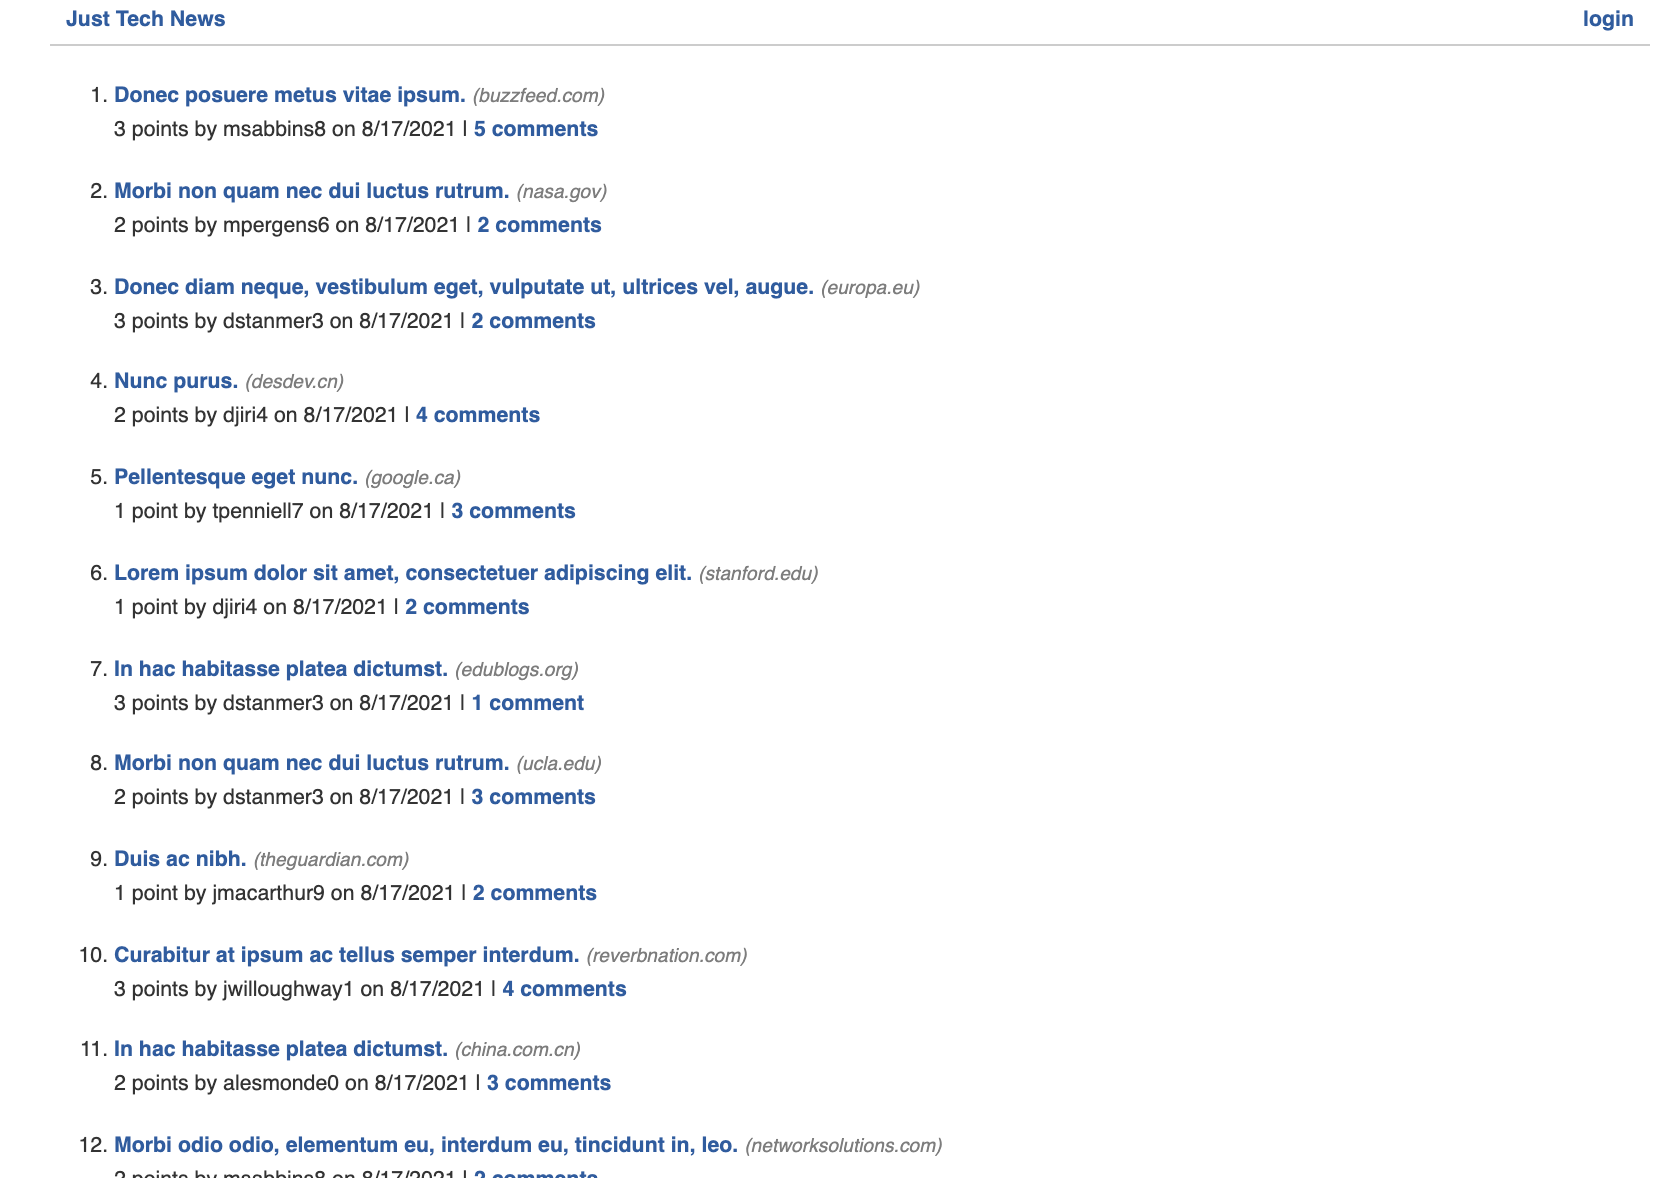 Just Tech News
login
1. Donec posuere metus vitae ipsum. (buzzfeed.com)
3 points by msabbins8 on 8/17/2021 | 5 comments
2. Morbi non quam nec dui luctus rutrum. (nasa.gov)
2 points by mpergens6 on 8/17/2021 | 2 comments
3. Donec diam neque, vestibulum eget, vulputate ut, ultrices vel, augue. (europa.eu)
3 points by dstanmer3 on 8/17/2021 | 2 comments
4. Nunc purus. (desdev.cn)
2 points by djiri4 on 8/17/2021 | 4 comments
5. Pellentesque eget nunc. (google.ca)
1 point by tpenniell7 on 8/17/2021 | 3 comments
6. Lorem ipsum dolor sit amet, consectetuer adipiscing elit. (stanford.edu)
1 point by djiri4 on 8/17/2021 | 2 comments
7. In hac habitasse platea dictumst. (edublogs.org)
3 points by dstanmer3 on 8/17/2021 | 1 comment
8. Morbi non quam nec dui luctus rutrum. (ucla.edu)
2 points by dstanmer3 on 8/17/2021 | 3 comments
9. Duis ac nibh. (theguardian.com)
1 point by jmacarthur9 on 8/17/2021 | 2 comments
10. Curabitur at ipsum ac tellus semper interdum. (reverbnation.com)
3 points by jwilloughway1 on 8/17/2021 | 4 comments
11. In hac habitasse platea dictumst. (china.com.cn)
2 points by alesmonde0 on 8/17/2021 | 3 comments
12. Morbi odio odio, elementum eu, interdum eu, tincidunt in, leo. (networksolutions.com)
points by msabbins8 on 8/17/2021 | comments